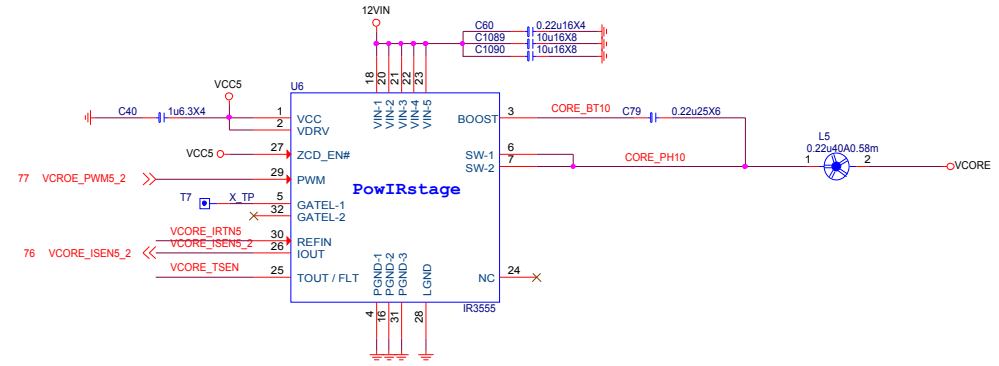 12VIN
C60 0.22u16X4
C1089 10u16X8
C1090 10u16X8
18 20 21 22 23
U6
VCC5
C40 1u6.3X4
1 VCC
2 VDRV
VIN-1 VIN-2 VIN-3 VIN-4 VIN-5
BOOST 3 CORE_BT10 C79 0.22u25X6
VCC5 27 ZCD_EN#
SW-1 6
SW-2 7 CORE_PH10
L5
0.22u40A0.58m
1 2 VCORE
77 VCROE_PWM5_2 29 PWM
PowIRstage
T7 X_TP 5 GATEL-1
32 GATEL-2
VCORE_IRTN5 30 REFIN
76 VCORE_ISEN5_2 VCORE_ISEN5_2 26 IOUT
VCORE_TSEN 25 TOUT / FLT
PGND-1 PGND-2 PGND-3 LGND
NC 24
IR3555
4 16 31 28